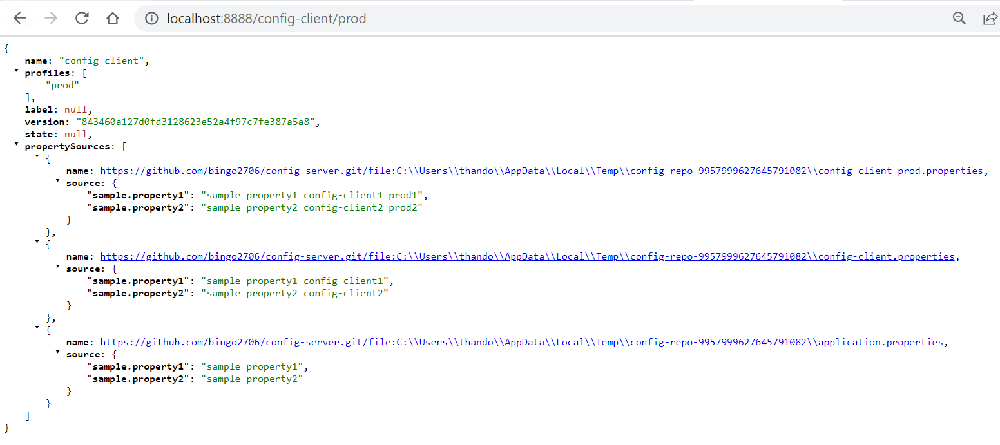 localhost:8888/config-client/prod
{
name: "config-client",
profiles: [
"prod"
],
label: null,
version: "843460a127d0fd3128623e52a4f97c7fe387a5a8",
state: null,
propertySources: [
{
name: https://github.com/bingo2706/config-server.git/file:C:\\Users\\thando\\AppData\\Local\\Temp\\config-repo-9957999627645791082\\config-client-prod.properties,
source: {
"sample.property1": "sample property1 config-client1 prod1",
"sample.property2": "sample property2 config-client2 prod2"
}
},
{
name: https://github.com/bingo2706/config-server.git/file:C:\\Users\\thando\\AppData\\Local\\Temp\\config-repo-9957999627645791082\\config-client.properties,
source: {
"sample.property1": "sample property1 config-client1",
"sample.property2": "sample property2 config-client2"
}
},
{
name: https://github.com/bingo2706/config-server.git/file:C:\\Users\\thando\\AppData\\Local\\Temp\\config-repo-9957999627645791082\\application.properties,
source: {
"sample.property1": "sample property1",
"sample.property2": "sample property2"
}
}
]
}